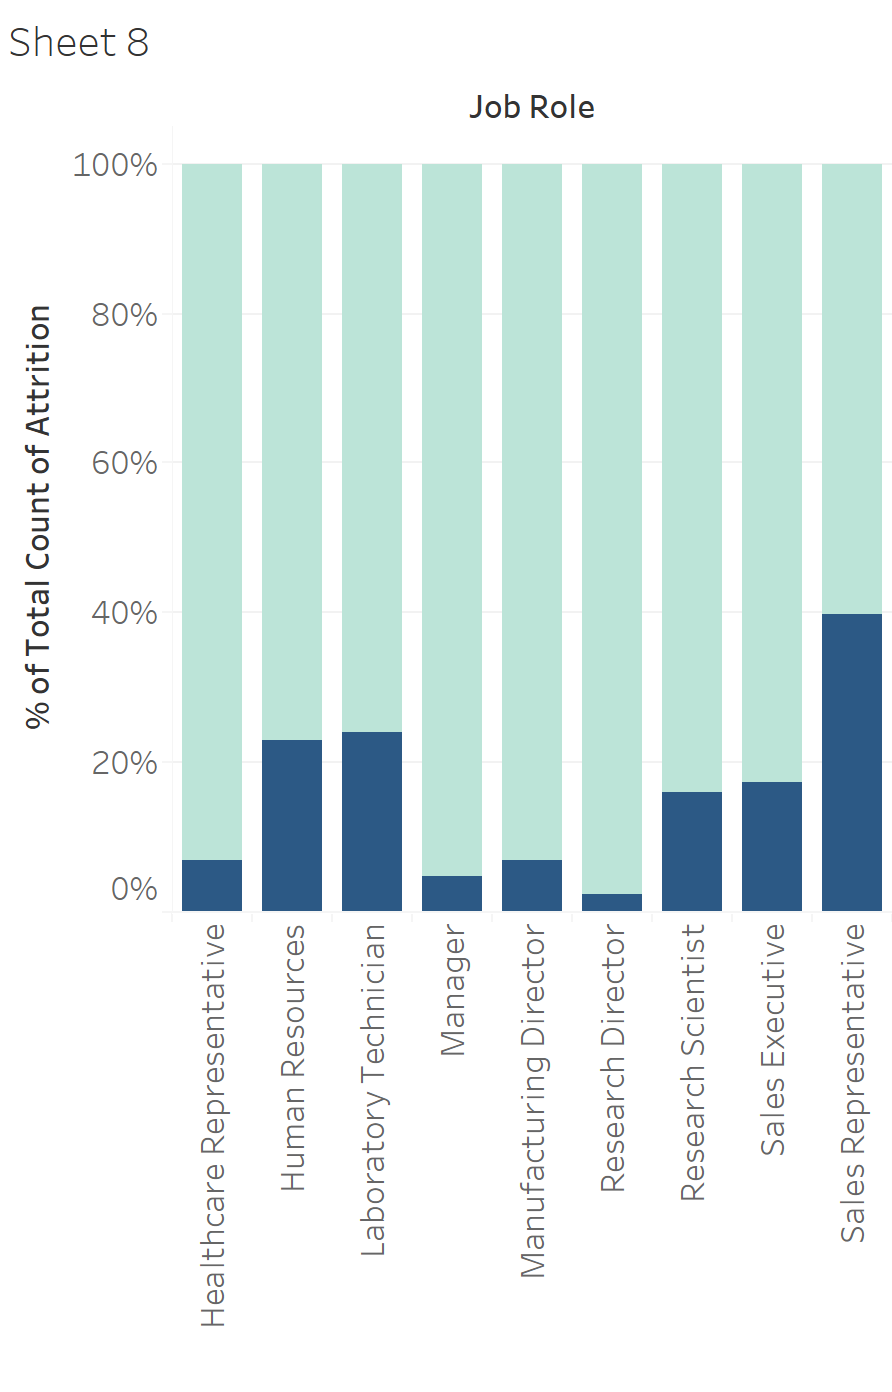 Sheet 8
Job Role
% of Total Count of Attrition
100%
80%
60%
40%
20%
0%
Healthcare Representative
Human Resources
Laboratory Technician
Manager
Manufacturing Director
Research Director
Research Scientist
Sales Executive
Sales Representative